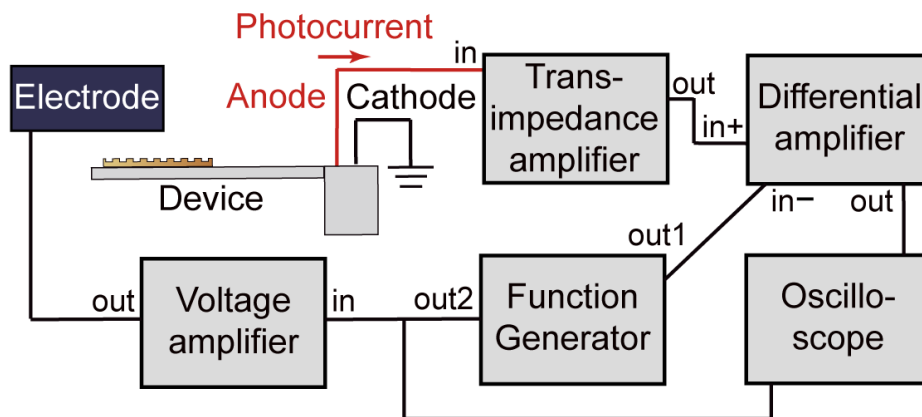 Photocurrent
in
Trans-
impedance
amplifier
out
in+
Differential
amplifier
Electrode
Anode
Cathode
Device
in−
out
out1
out
Voltage
amplifier
in
out2
Function
Generator
Oscillo-
scope